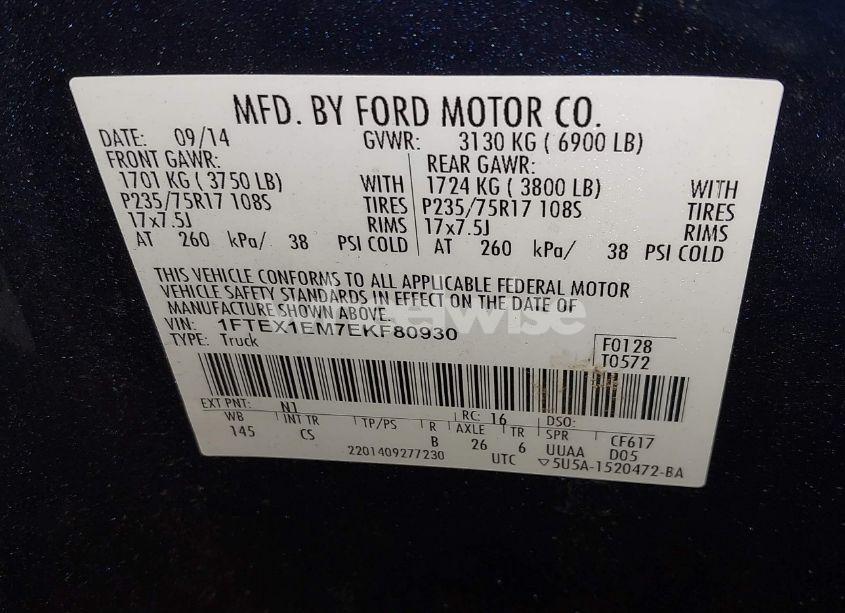 MFD. BY FORD MOTOR CO.
DATE: 09/14 GVWR: 3130 KG ( 6900 LB)
FRONT GAWR: REAR GAWR:
1701 KG ( 3750 LB) WITH 1724 KG ( 3800 LB) WITH
P235/75R17 108S TIRES P235/75R17 108S TIRES
17x7.5J RIMS 17x7.5J RIMS
AT 260 kPa/ 38 PSI COLD AT 260 kPa/ 38 PSI COLD
THIS VEHICLE CONFORMS TO ALL APPLICABLE FEDERAL MOTOR
VEHICLE SAFETY STANDARDS IN EFFECT ON THE DATE OF
MANUFACTURE SHOWN ABOVE.
VIN: 1FTEX1EM7EKF80930
TYPE: Truck
F0128
T0572
EXT PNT: N1 RC: 16 DSO:
WB INT TR TP/PS R AXLE TR SPR CF617
145 CS B 26 6 UUAA D05
2201409277230 UTC ▽5U5A-1520472-BA